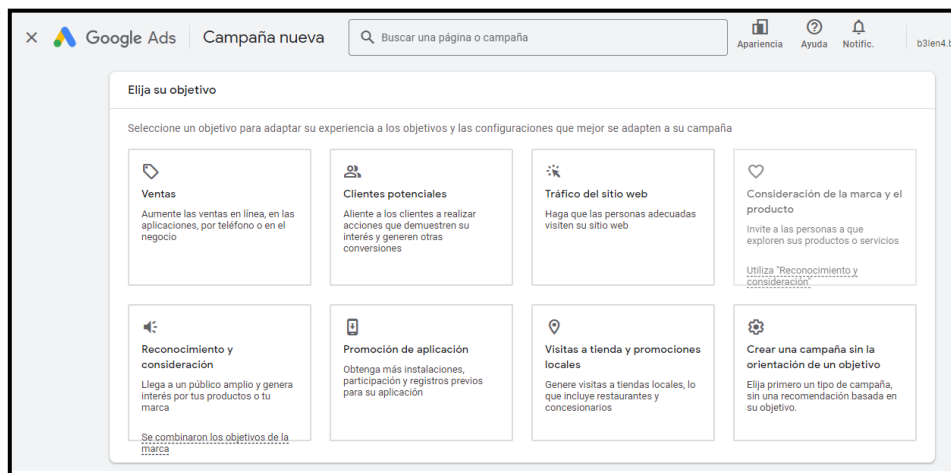 Google Ads Campaña nueva Buscar una página o campaña
Apariencia Ayuda Notific. b3len4.b
Elija su objetivo
Seleccione un objetivo para adaptar su experiencia a los objetivos y las configuraciones que mejor se adapten a su campaña
Ventas
Aumente las ventas en línea, en las
aplicaciones, por teléfono o en el
negocio
Clientes potenciales
Aliente a los clientes a realizar
acciones que demuestren su
interés y generen otras
conversiones
Tráfico del sitio web
Haga que las personas adecuadas
visiten su sitio web
Consideración de la marca y el
producto
Invite a las personas a que
exploren sus productos o servicios
Utiliza "Reconocimiento y
consideración"
Reconocimiento y
consideración
Llega a un público amplio y genera
interés por tus productos o tu
marca
Se combinaron los objetivos de la
marca
Promoción de aplicación
Obtenga más instalaciones,
participación y registros previos
para su aplicación
Visitas a tienda y promociones
locales
Genere visitas a tiendas locales, lo
que incluye restaurantes y
concesionarios
Crear una campaña sin la
orientación de un objetivo
Elija primero un tipo de campaña,
sin una recomendación basada en
su objetivo.